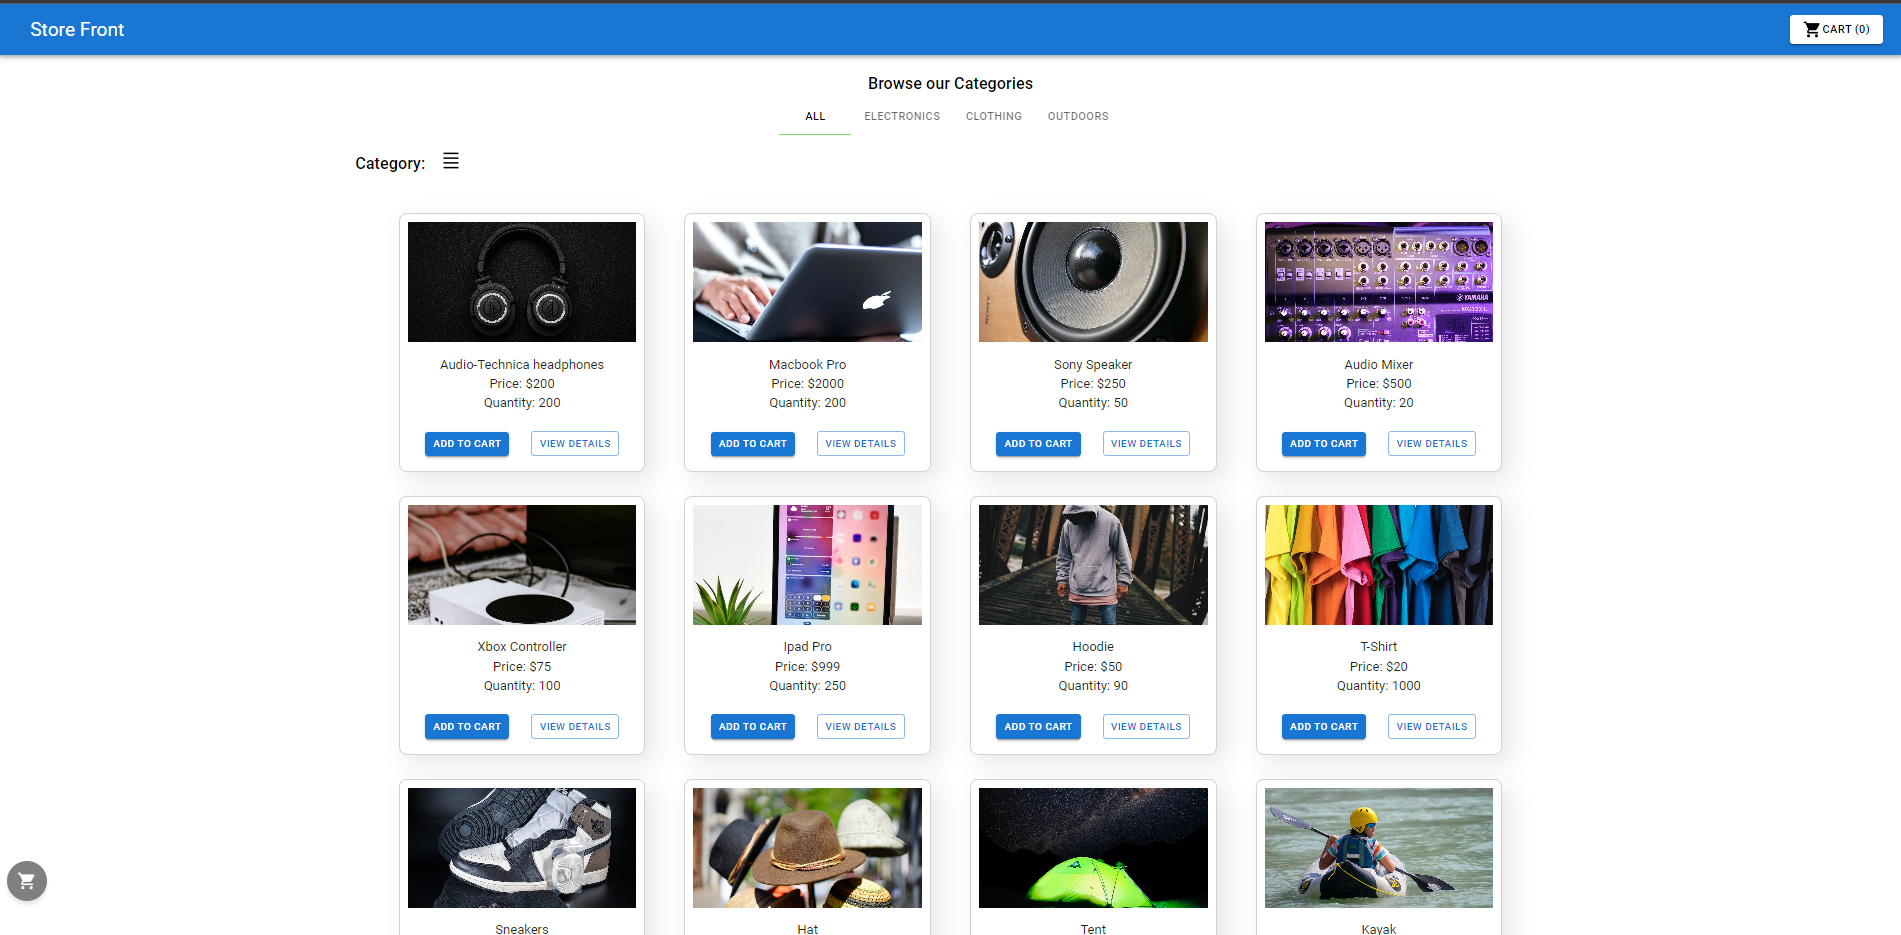 Store Front
CART (0)
Browse our Categories
ALL ELECTRONICS CLOTHING OUTDOORS
Category:
YAMAHA
Audio-Technica headphones
Price: $200
Quantity: 200
ADD TO CART VIEW DETAILS
Macbook Pro
Price: $2000
Quantity: 200
ADD TO CART VIEW DETAILS
Sony Speaker
Price: $250
Quantity: 50
ADD TO CART VIEW DETAILS
Audio Mixer
Price: $500
Quantity: 20
ADD TO CART VIEW DETAILS
Xbox Controller
Price: $75
Quantity: 100
ADD TO CART VIEW DETAILS
Ipad Pro
Price: $999
Quantity: 250
ADD TO CART VIEW DETAILS
Hoodie
Price: $50
Quantity: 90
ADD TO CART VIEW DETAILS
T-Shirt
Price: $20
Quantity: 1000
ADD TO CART VIEW DETAILS
Sneakers
Hat
Tent
Kayak